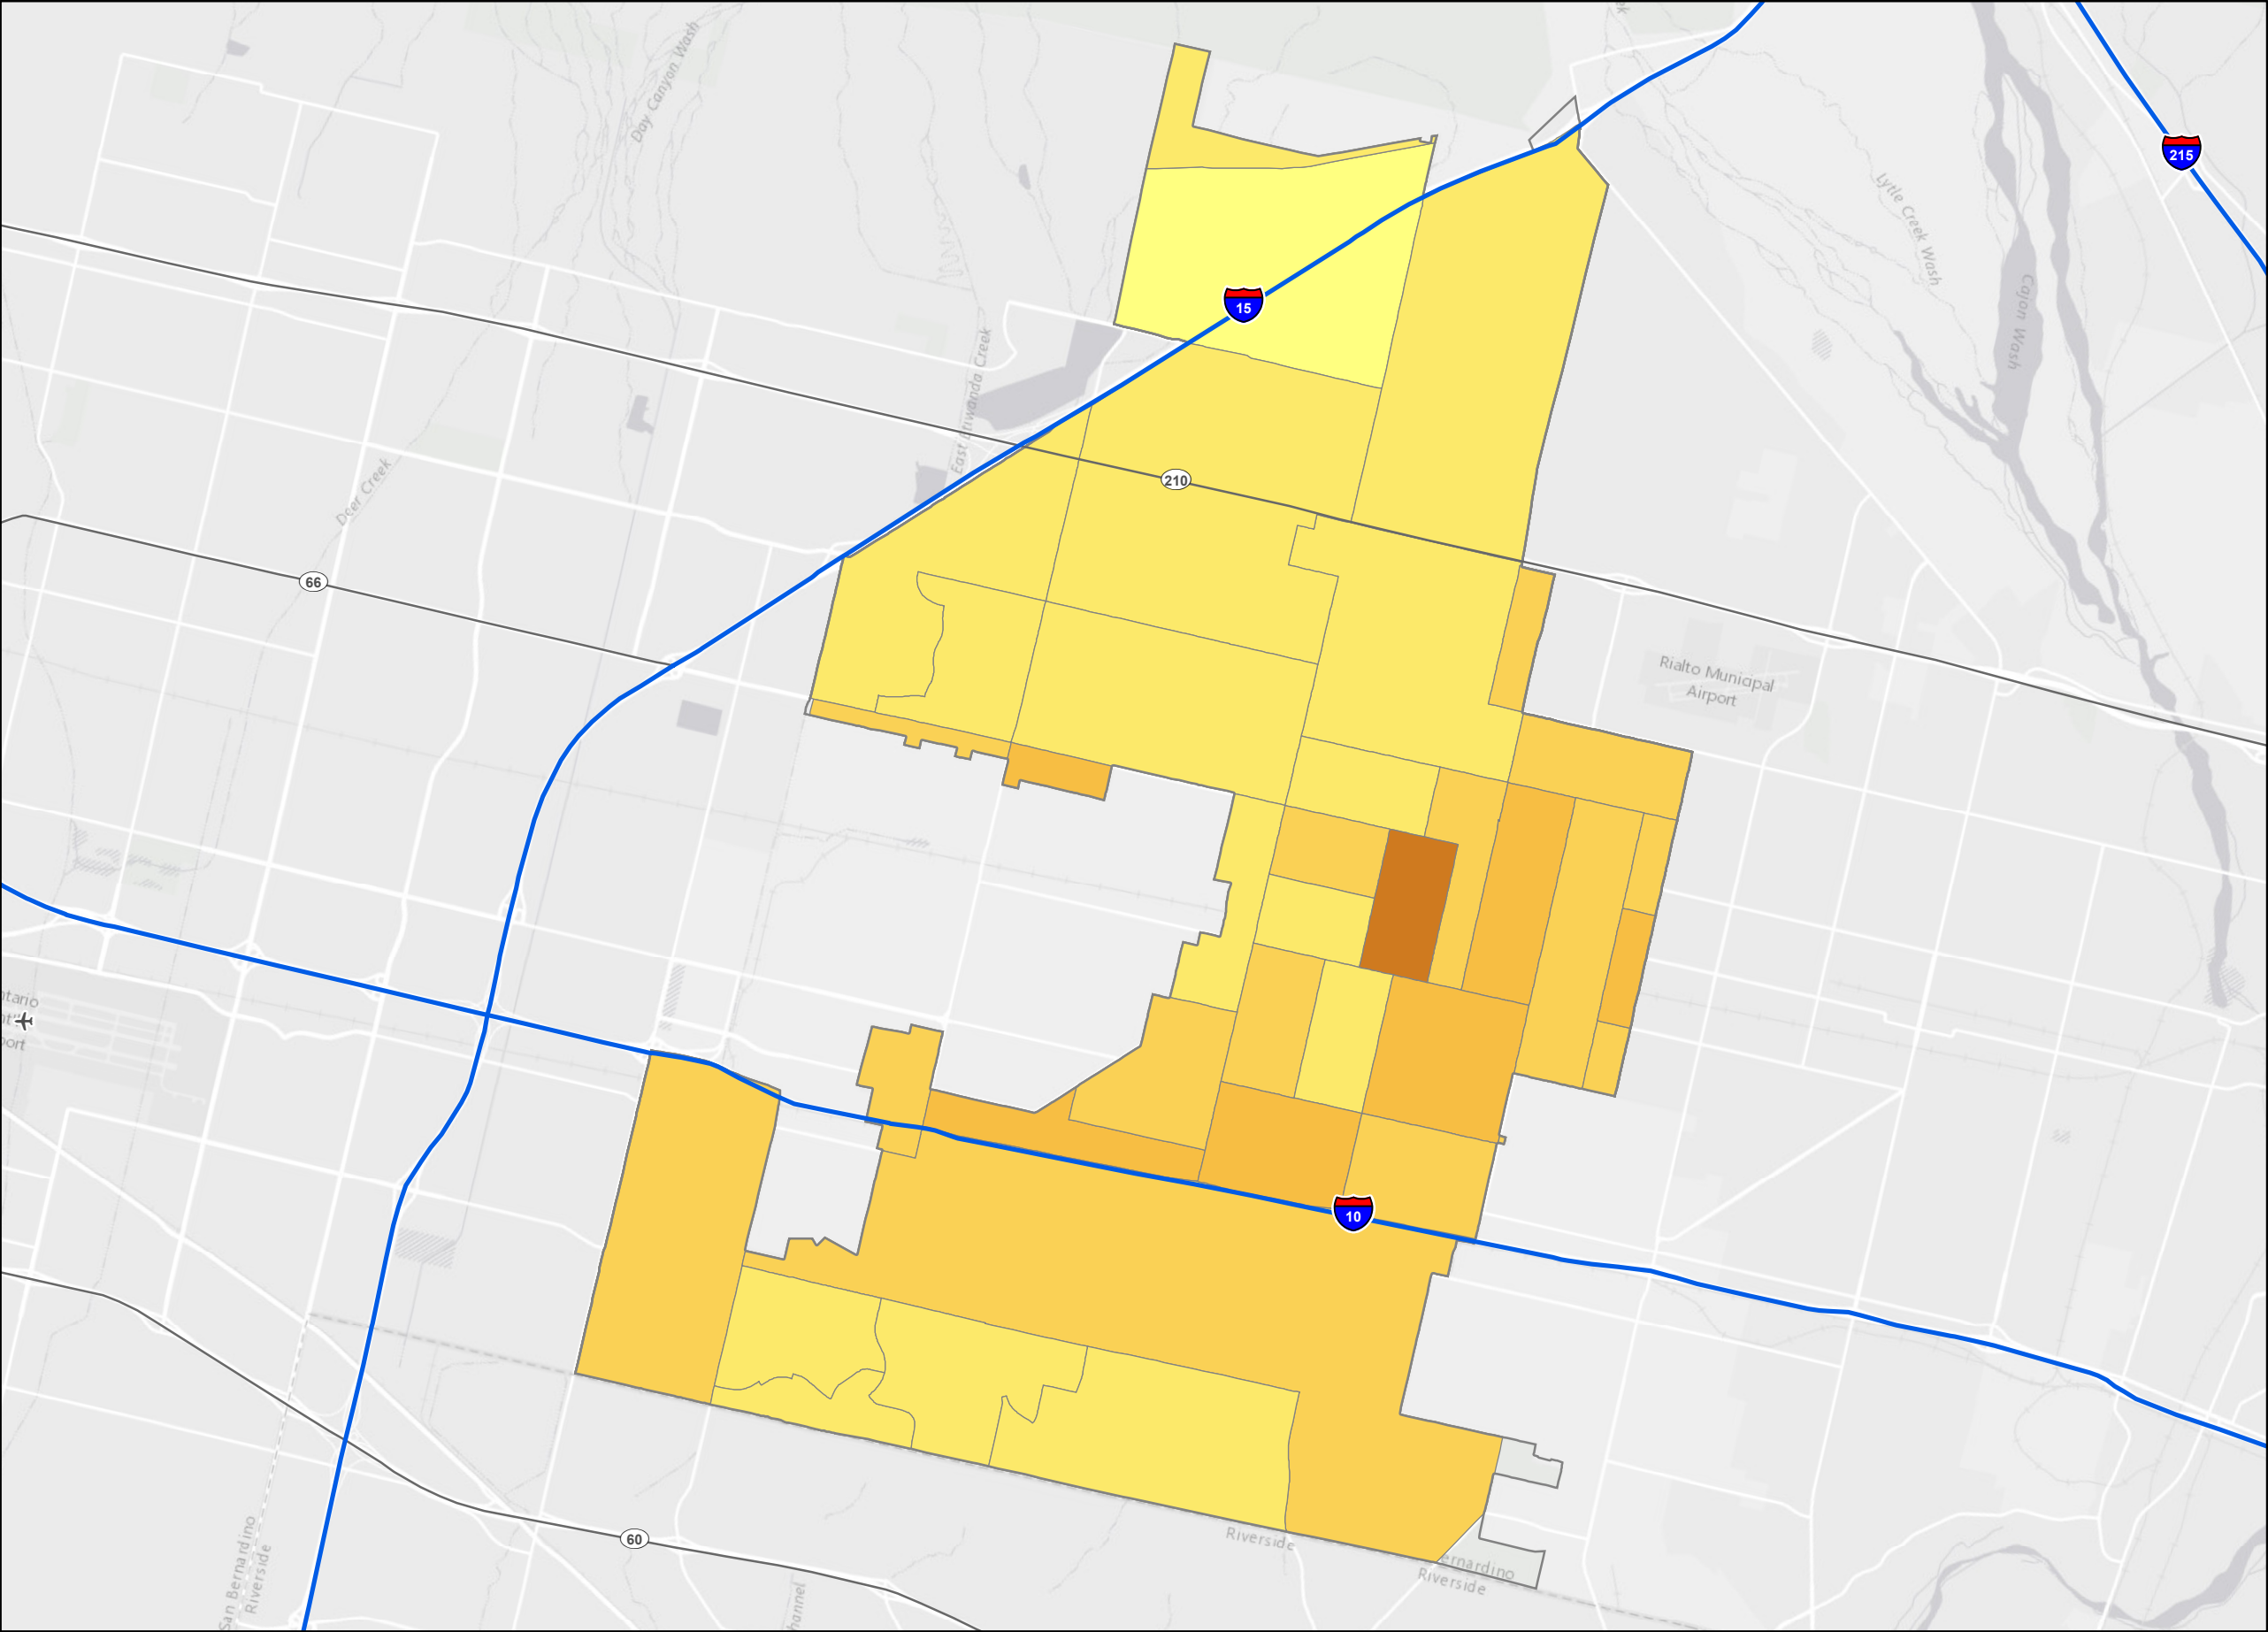 Day Canyon Wash
215
Lytle Creek Wash
Cajon Wash
15
East Etiwanda Creek
Deer Creek
210
66
Rialto Municipal
Airport
10
60
San Bernardino
Riverside
Riverside
Riverside